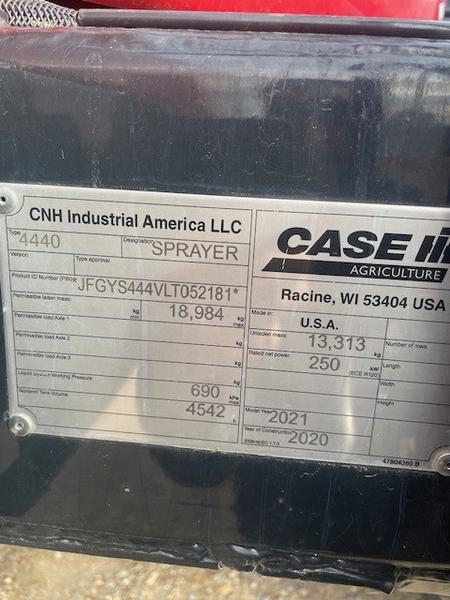 CNH Industrial America LLC
Type 4440 Designation SPRAYER
Version Type approval
Product ID Number (PIN) *JFGYS444VLT052181*
Permissible laden mass: kg min 18,984 kg max
Permissible load Axle 1
Permissible load Axle 2
Permissible load Axle 3
Working Pressure 690 kPa max
Nominal Tank Volume 4542 L
CASE IH
AGRICULTURE
Racine, WI 53404 USA
Made in: U.S.A.
Unladen mass 13,313 kg
Rated net power 250 kW (ECE R120)
Model Year 2021
Year of Construction 2020
Number of rows
Length
Width
Height
47804360 B